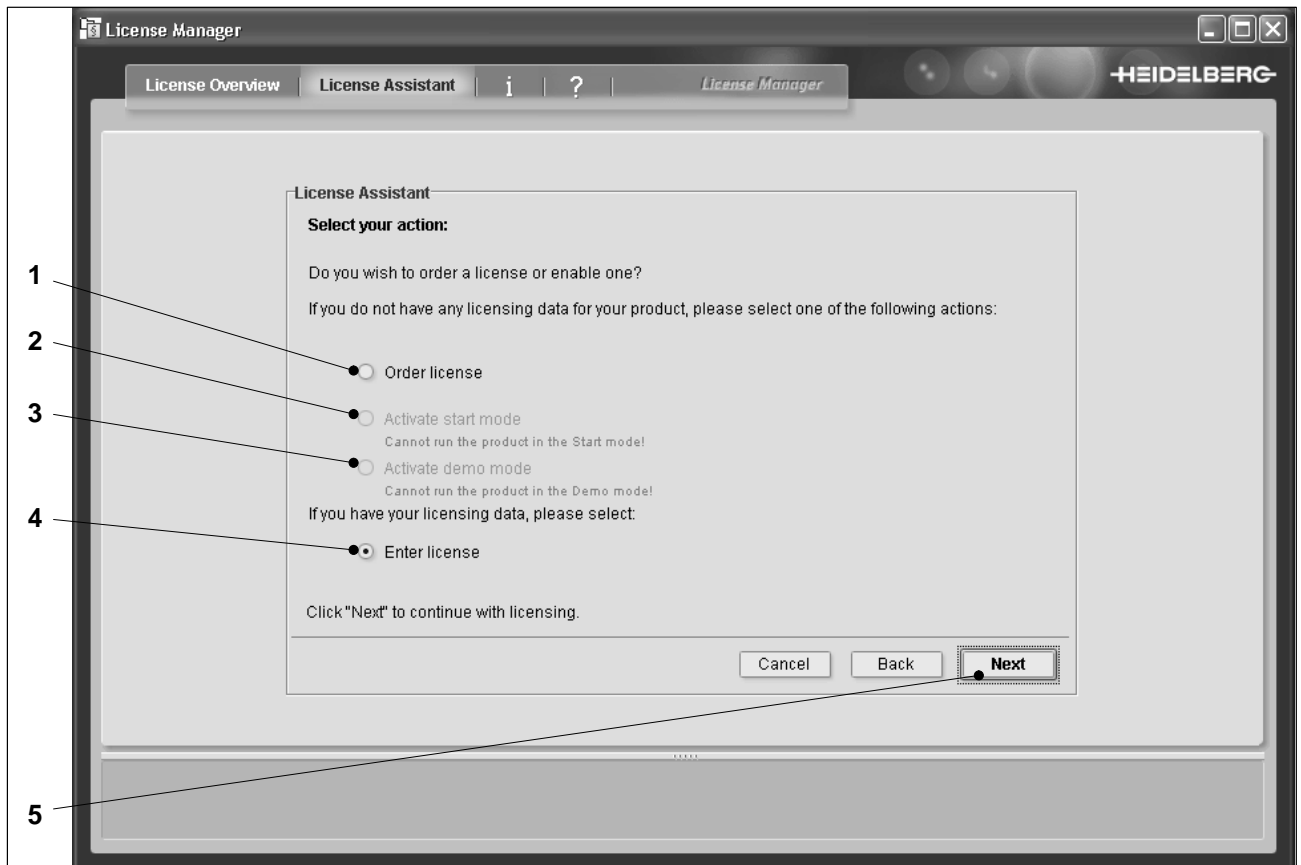 License Manager
License Overview
License Assistant
i
?
License Manager
HEIDELBERG
License Assistant
Select your action:
Do you wish to order a license or enable one?
If you do not have any licensing data for your product, please select one of the following actions:
1
Order license
2
Activate start mode
Cannot run the product in the Start mode!
3
Activate demo mode
Cannot run the product in the Demo mode!
If you have your licensing data, please select:
4
Enter license
Click "Next" to continue with licensing.
Cancel
Back
Next
5